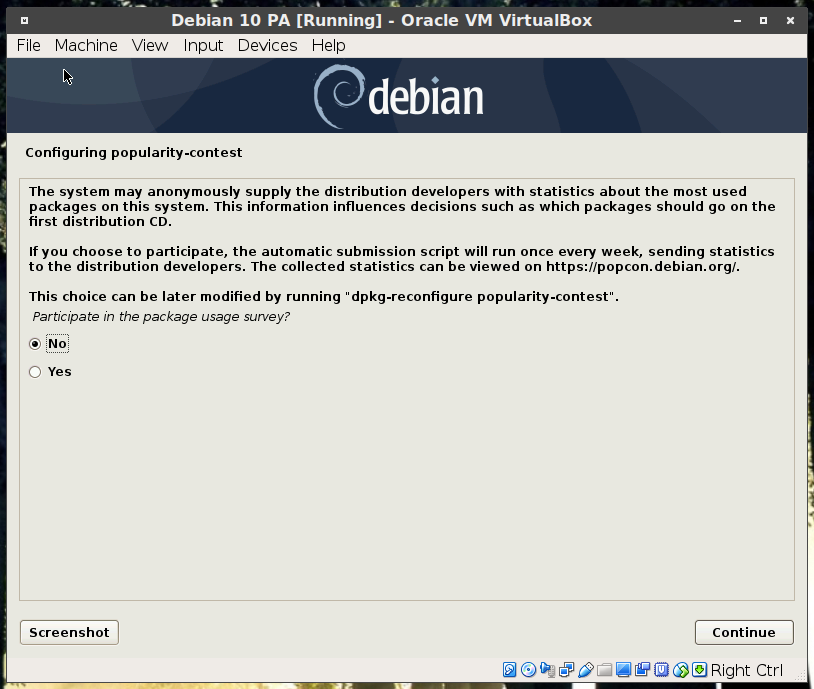 Debian 10 PA [Running] - Oracle VM VirtualBox
File Machine View Input Devices Help
debian
Configuring popularity-contest
The system may anonymously supply the distribution developers with statistics about the most used
packages on this system. This information influences decisions such as which packages should go on the
first distribution CD.
If you choose to participate, the automatic submission script will run once every week, sending statistics
to the distribution developers. The collected statistics can be viewed on https://popcon.debian.org/.
This choice can be later modified by running "dpkg-reconfigure popularity-contest".
Participate in the package usage survey?
No
Yes
Screenshot Continue
Right Ctrl